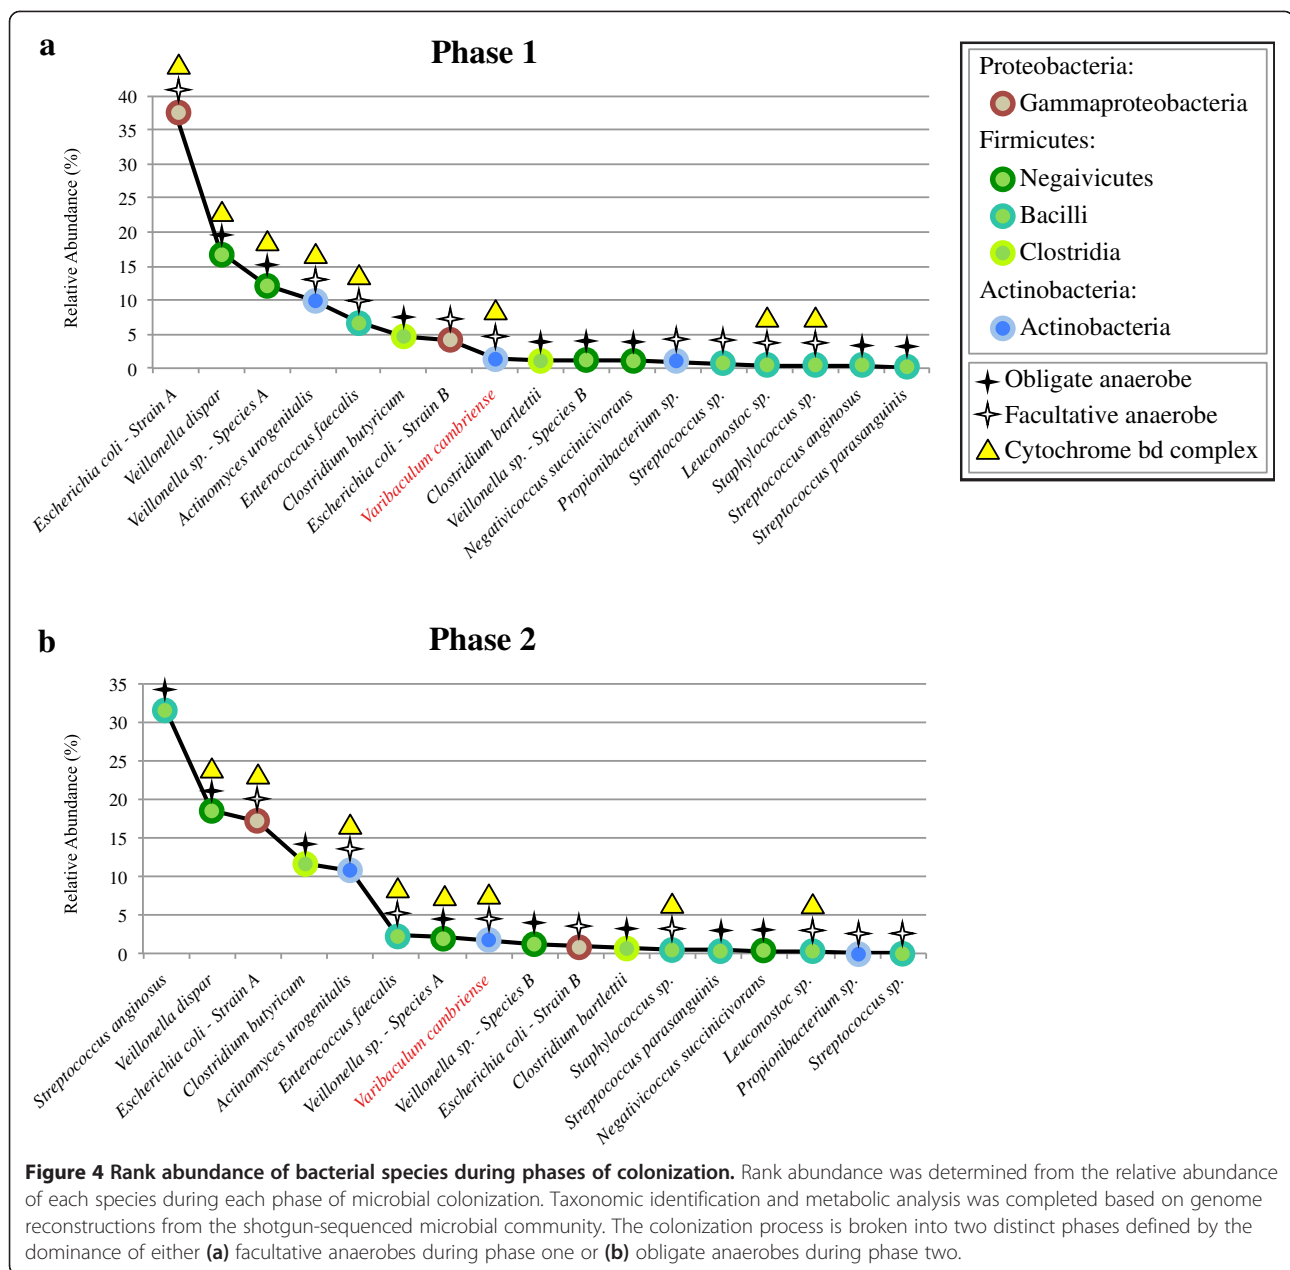 a
Phase 1
Relative Abundance (%)
40
35
30
25
20
15
10
5
0
Escherichia coli - Strain A
Veillonella dispar
Veillonella sp. - Species A
Actinomyces urogenitalis
Enterococcus faecalis
Clostridium butyricum
Escherichia coli - Strain B
Varibaculum cambriense
Clostridium bartlettii
Veillonella sp. - Species B
Negativicoccus succinicivorans
Propionibacterium sp.
Streptococcus sp.
Leuconostoc sp.
Staphylococcus sp.
Streptococcus anginosus
Streptococcus parasanguinis
Proteobacteria:
Gammaproteobacteria
Firmicutes:
Negaivicutes
Bacilli
Clostridia
Actinobacteria:
Actinobacteria
Obligate anaerobe
Facultative anaerobe
Cytochrome bd complex
b
Phase 2
Relative Abundance (%)
35
30
25
20
15
10
5
0
Streptococcus anginosus
Veillonella dispar
Escherichia coli - Strain A
Clostridium butyricum
Actinomyces urogenitalis
Enterococcus faecalis
Veillonella sp. - Species A
Varibaculum cambriense
Veillonella sp. - Species B
Escherichia coli - Strain B
Clostridium bartlettii
Staphylococcus sp.
Streptococcus parasanguinis
Negativicoccus succinicivorans
Leuconostoc sp.
Propionibacterium sp.
Streptococcus sp.
Figure 4 Rank abundance of bacterial species during phases of colonization. Rank abundance was determined from the relative abundance
of each species during each phase of microbial colonization. Taxonomic identification and metabolic analysis was completed based on genome
reconstructions from the shotgun-sequenced microbial community. The colonization process is broken into two distinct phases defined by the
dominance of either (a) facultative anaerobes during phase one or (b) obligate anaerobes during phase two.